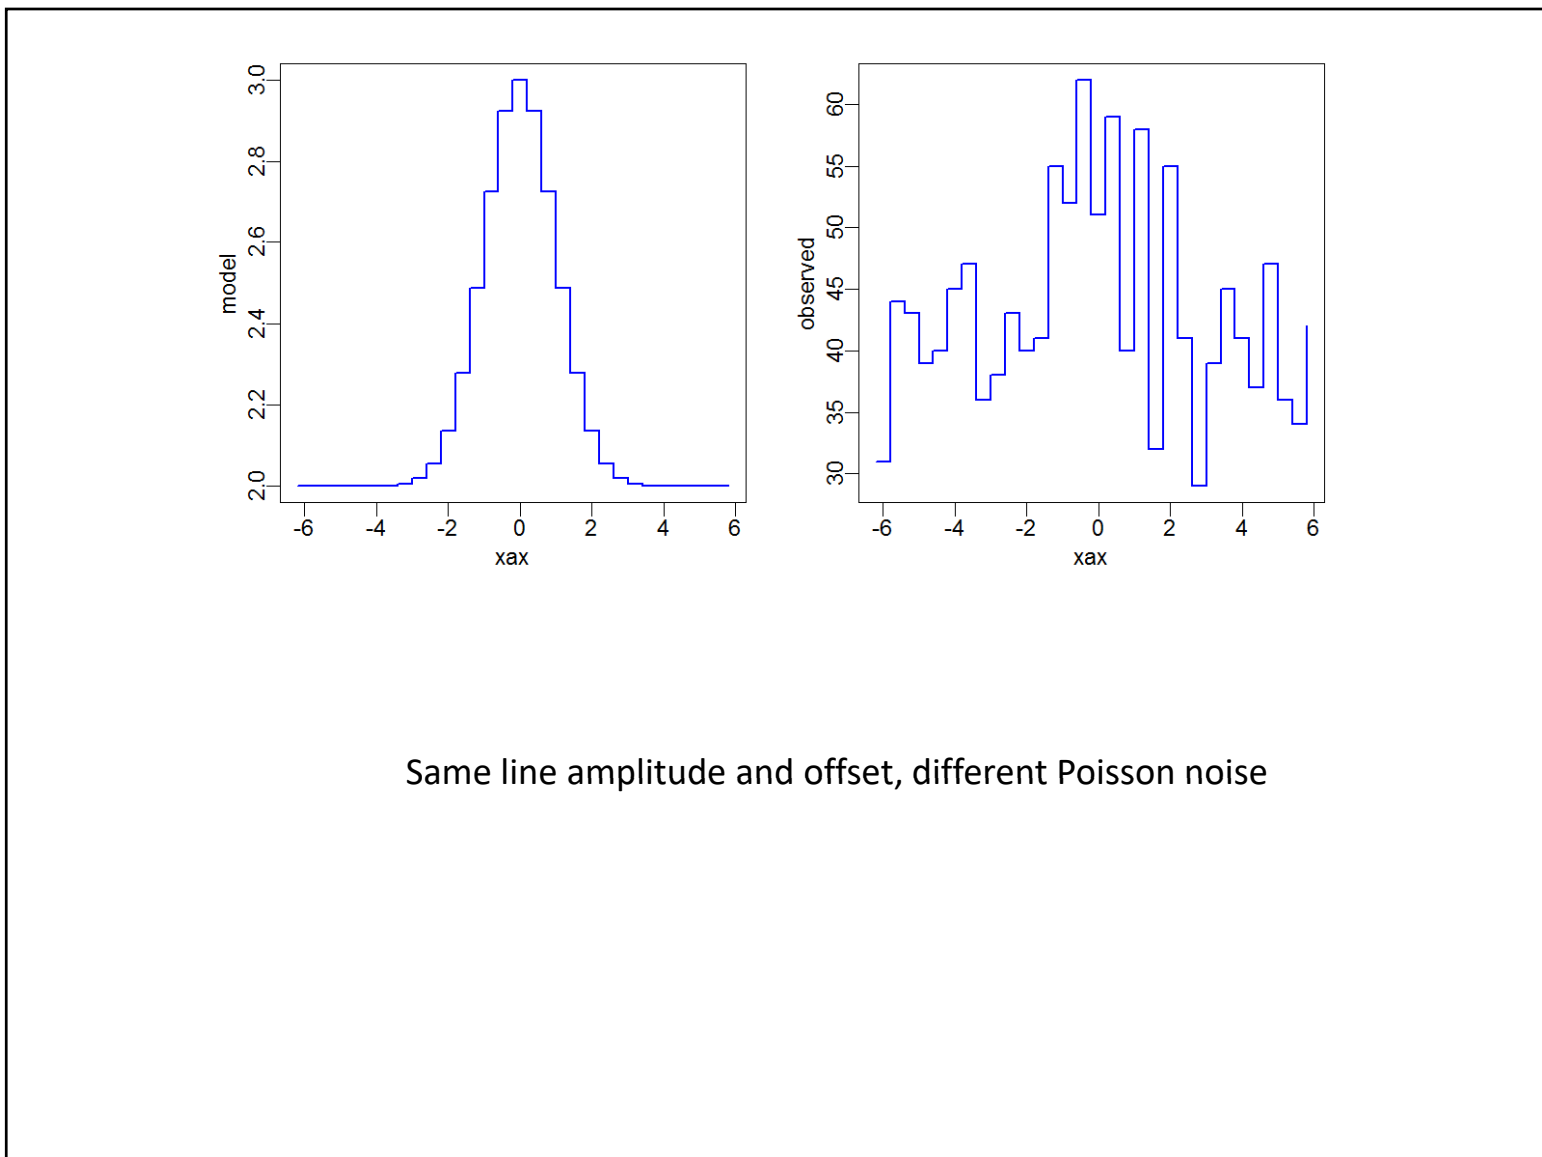 model
3.0
2.8
2.6
2.4
2.2
2.0
-6 -4 -2 0 2 4 6
xax
observed
60
55
50
45
40
35
30
-6 -4 -2 0 2 4 6
xax
Same line amplitude and offset, different Poisson noise